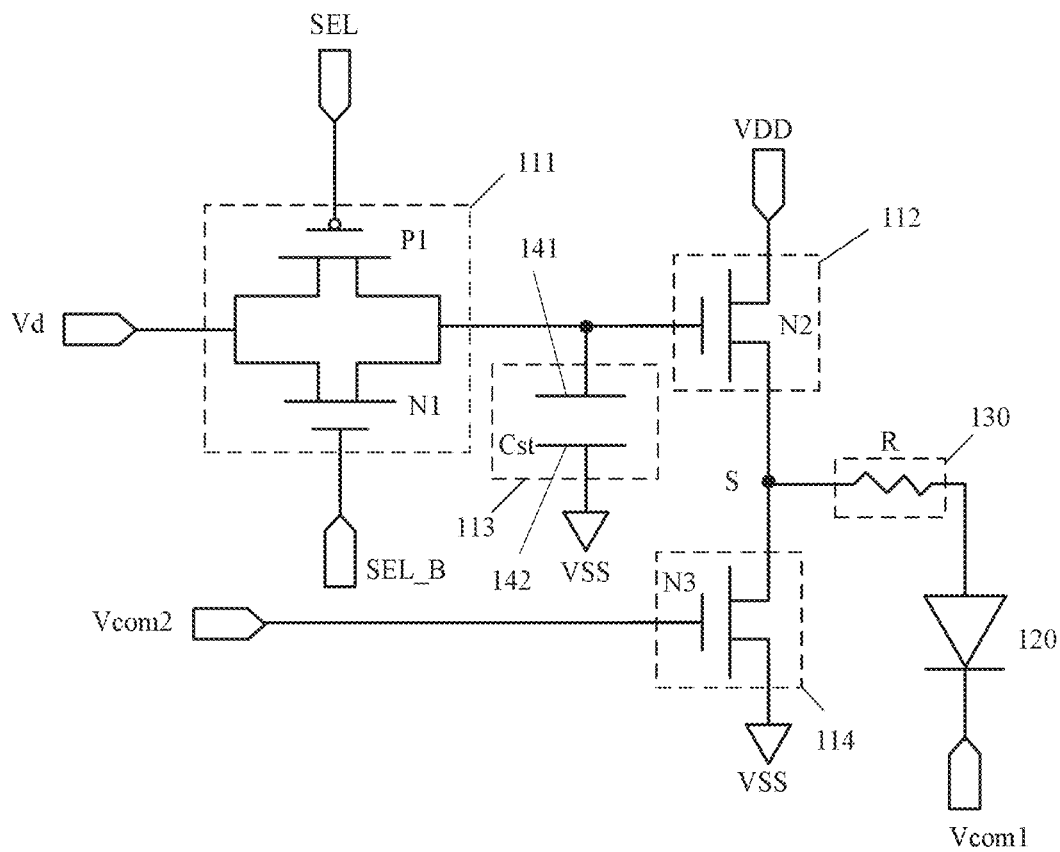 SEL
VDD
111
P1
112
141
Vd
N2
N1
Cst
R
130
S
113
SEL_B
142
VSS
N3
Vcom2
120
114
VSS
Vcom1